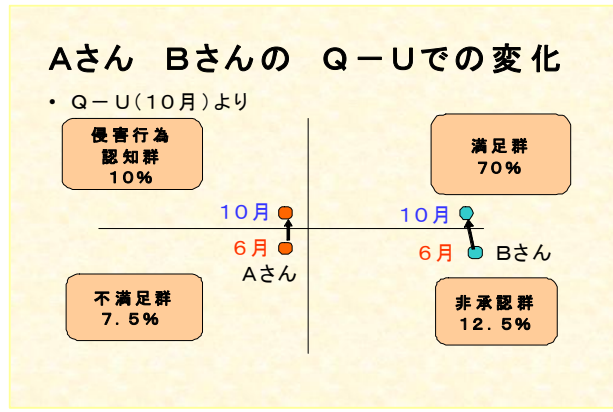 Aさん　Bさんの　Q－Uでの変化
• Q－U（10月）より
侵害行為
認知群
10%
満足群
70%
10月
10月
6月
6月
Bさん
Aさん
不満足群
7．5%
非承認群
12．5%